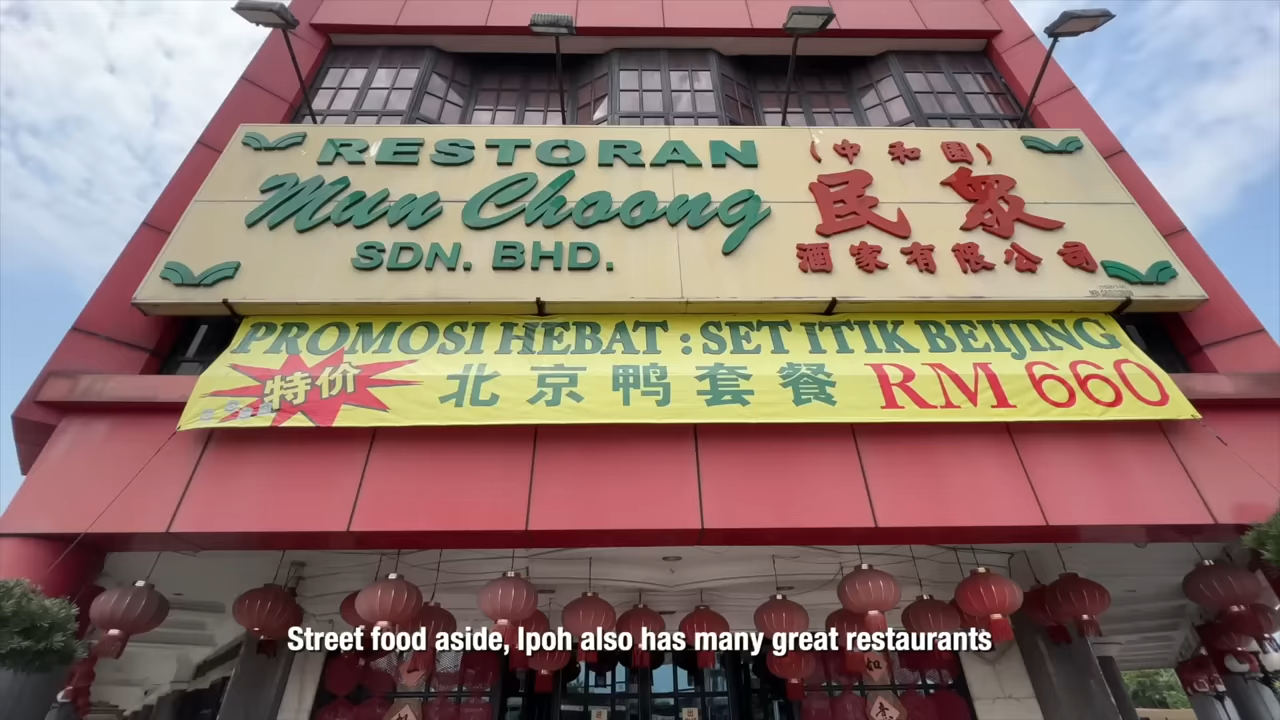 RESTORAN
Mun Choong
SDN. BHD.
(中和園)
民众
酒家有限公司
PROMOSI HEBAT : SET ITIK BEIJING
特价
北京鸭套餐 RM 660
Street food aside, Ipoh also has many great restaurants